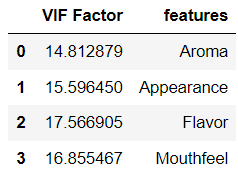 VIF Factor features
0 14.812879 Aroma
1 15.596450 Appearance
2 17.566905 Flavor
3 16.855467 Mouthfeel